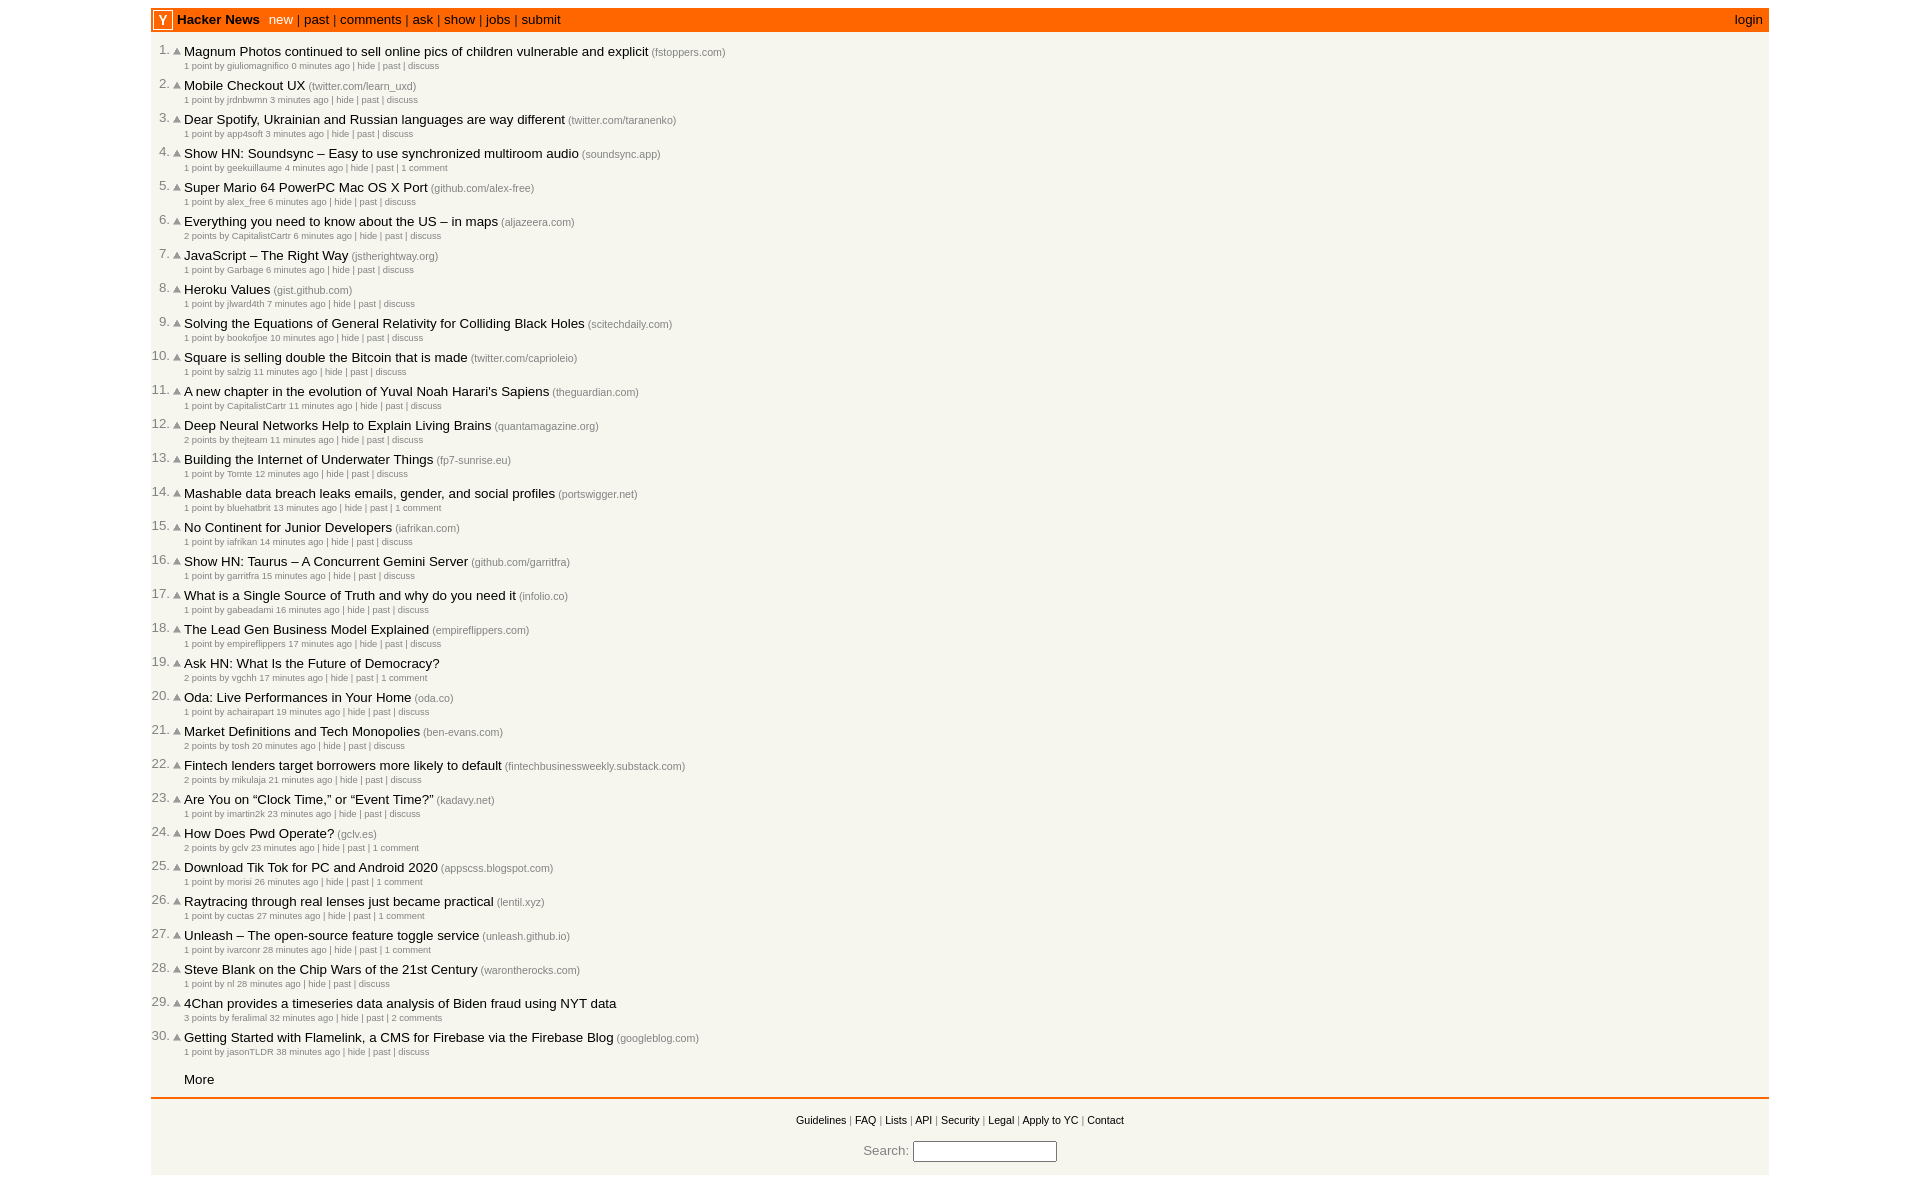 Y Hacker News new | past | comments | ask | show | jobs | submit login
1. Magnum Photos continued to sell online pics of children vulnerable and explicit (fstoppers.com)
1 point by giuliomagnifico 0 minutes ago | hide | past | discuss
2. Mobile Checkout UX (twitter.com/learn_uxd)
1 point by jrdnbwmn 3 minutes ago | hide | past | discuss
3. Dear Spotify, Ukrainian and Russian languages are way different (twitter.com/taranenko)
1 point by app4soft 3 minutes ago | hide | past | discuss
4. Show HN: Soundsync – Easy to use synchronized multiroom audio (soundsync.app)
1 point by geekuillaume 4 minutes ago | hide | past | 1 comment
5. Super Mario 64 PowerPC Mac OS X Port (github.com/alex-free)
1 point by alex_free 6 minutes ago | hide | past | discuss
6. Everything you need to know about the US – in maps (aljazeera.com)
2 points by CapitalistCartr 6 minutes ago | hide | past | discuss
7. JavaScript – The Right Way (jstherightway.org)
1 point by Garbage 6 minutes ago | hide | past | discuss
8. Heroku Values (gist.github.com)
1 point by jlward4th 7 minutes ago | hide | past | discuss
9. Solving the Equations of General Relativity for Colliding Black Holes (scitechdaily.com)
1 point by bookofjoe 10 minutes ago | hide | past | discuss
10. Square is selling double the Bitcoin that is made (twitter.com/caprioleio)
1 point by salzig 11 minutes ago | hide | past | discuss
11. A new chapter in the evolution of Yuval Noah Harari's Sapiens (theguardian.com)
1 point by CapitalistCartr 11 minutes ago | hide | past | discuss
12. Deep Neural Networks Help to Explain Living Brains (quantamagazine.org)
2 points by thejteam 11 minutes ago | hide | past | discuss
13. Building the Internet of Underwater Things (fp7-sunrise.eu)
1 point by Tomte 12 minutes ago | hide | past | discuss
14. Mashable data breach leaks emails, gender, and social profiles (portswigger.net)
1 point by bluehatbrit 13 minutes ago | hide | past | 1 comment
15. No Continent for Junior Developers (iafrikan.com)
1 point by iafrikan 14 minutes ago | hide | past | discuss
16. Show HN: Taurus – A Concurrent Gemini Server (github.com/garritfra)
1 point by garritfra 15 minutes ago | hide | past | discuss
17. What is a Single Source of Truth and why do you need it (infolio.co)
1 point by gabeadami 16 minutes ago | hide | past | discuss
18. The Lead Gen Business Model Explained (empireflippers.com)
1 point by empireflippers 17 minutes ago | hide | past | discuss
19. Ask HN: What Is the Future of Democracy?
2 points by vgchh 17 minutes ago | hide | past | 1 comment
20. Oda: Live Performances in Your Home (oda.co)
1 point by achairapart 19 minutes ago | hide | past | discuss
21. Market Definitions and Tech Monopolies (ben-evans.com)
2 points by tosh 20 minutes ago | hide | past | discuss
22. Fintech lenders target borrowers more likely to default (fintechbusinessweekly.substack.com)
2 points by mikulaja 21 minutes ago | hide | past | discuss
23. Are You on “Clock Time,” or “Event Time?” (kadavy.net)
1 point by imartin2k 23 minutes ago | hide | past | discuss
24. How Does Pwd Operate? (gclv.es)
2 points by gclv 23 minutes ago | hide | past | 1 comment
25. Download Tik Tok for PC and Android 2020 (appscss.blogspot.com)
1 point by morisi 26 minutes ago | hide | past | 1 comment
26. Raytracing through real lenses just became practical (lentil.xyz)
1 point by cuctas 27 minutes ago | hide | past | 1 comment
27. Unleash – The open-source feature toggle service (unleash.github.io)
1 point by ivarconr 28 minutes ago | hide | past | 1 comment
28. Steve Blank on the Chip Wars of the 21st Century (warontherocks.com)
1 point by nl 28 minutes ago | hide | past | discuss
29. 4Chan provides a timeseries data analysis of Biden fraud using NYT data
3 points by feralimal 32 minutes ago | hide | past | 2 comments
30. Getting Started with Flamelink, a CMS for Firebase via the Firebase Blog (googleblog.com)
1 point by jasonTLDR 38 minutes ago | hide | past | discuss
More
Guidelines | FAQ | Lists | API | Security | Legal | Apply to YC | Contact
Search: